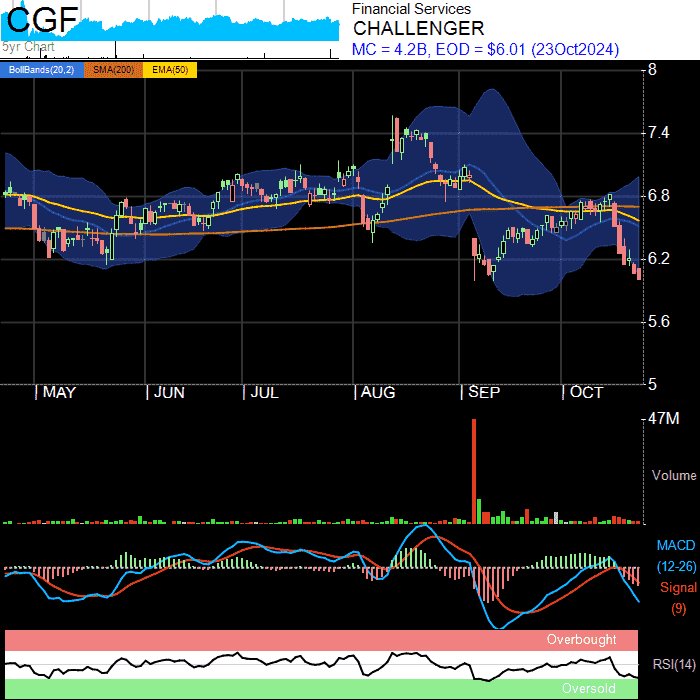 CGF
5yr Chart
Financial Services
CHALLENGER
MC = 4.2B, EOD = $6.01 (23Oct2024)
BollBands(20,2) SMA(200) EMA(50)
8
7.4
6.8
6.2
5.6
5
| MAY | JUN | JUL | AUG | SEP | OCT
47M
Volume
MACD
(12-26)
Signal
(9)
Overbought
RSI(14)
Oversold